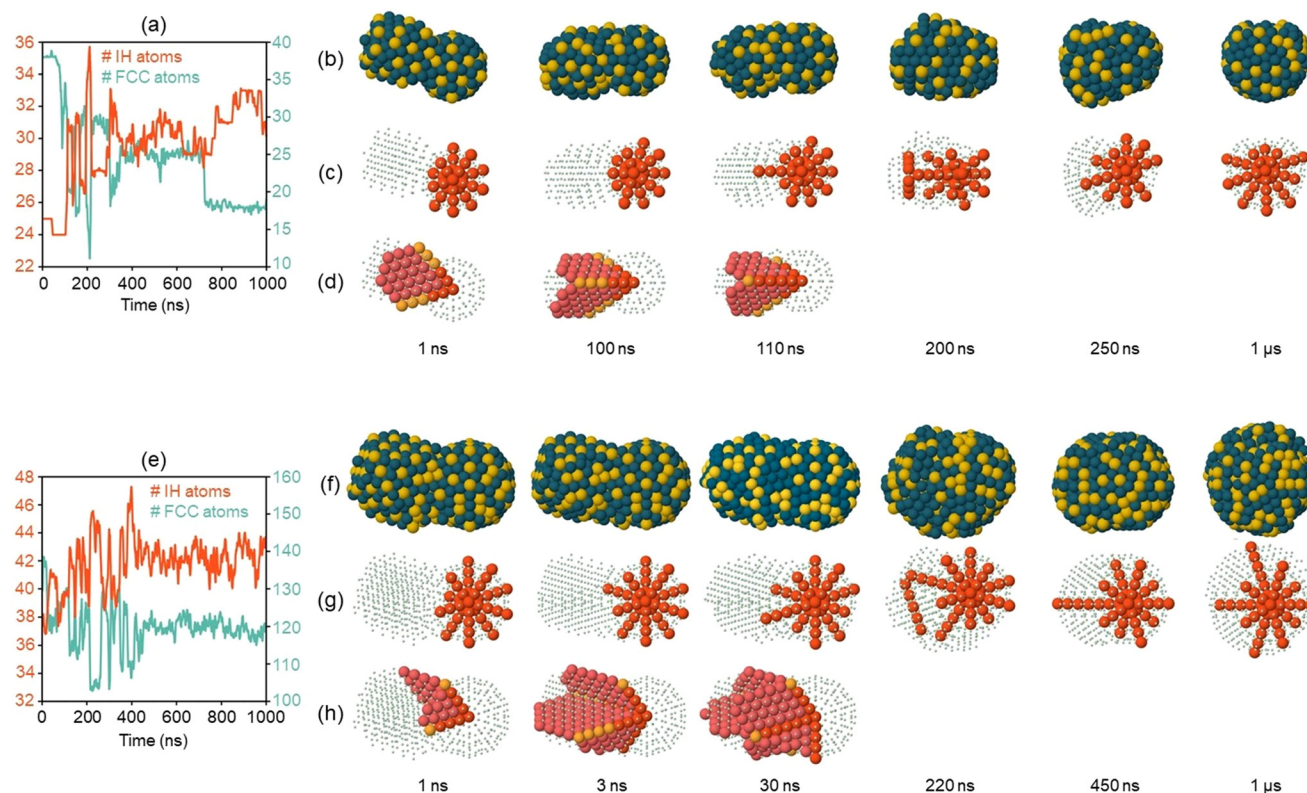 (a)
# IH atoms
# FCC atoms
36
34
32
30
28
26
24
22
40
35
30
25
20
15
10
0 200 400 600 800 1000
Time (ns)
(b)
(c)
(d)
1 ns 100 ns 110 ns 200 ns 250 ns 1 µs
(e)
# IH atoms
# FCC atoms
48
46
44
42
40
38
36
34
32
160
150
140
130
120
110
100
0 200 400 600 800 1000
Time (ns)
(f)
(g)
(h)
1 ns 3 ns 30 ns 220 ns 450 ns 1 µs